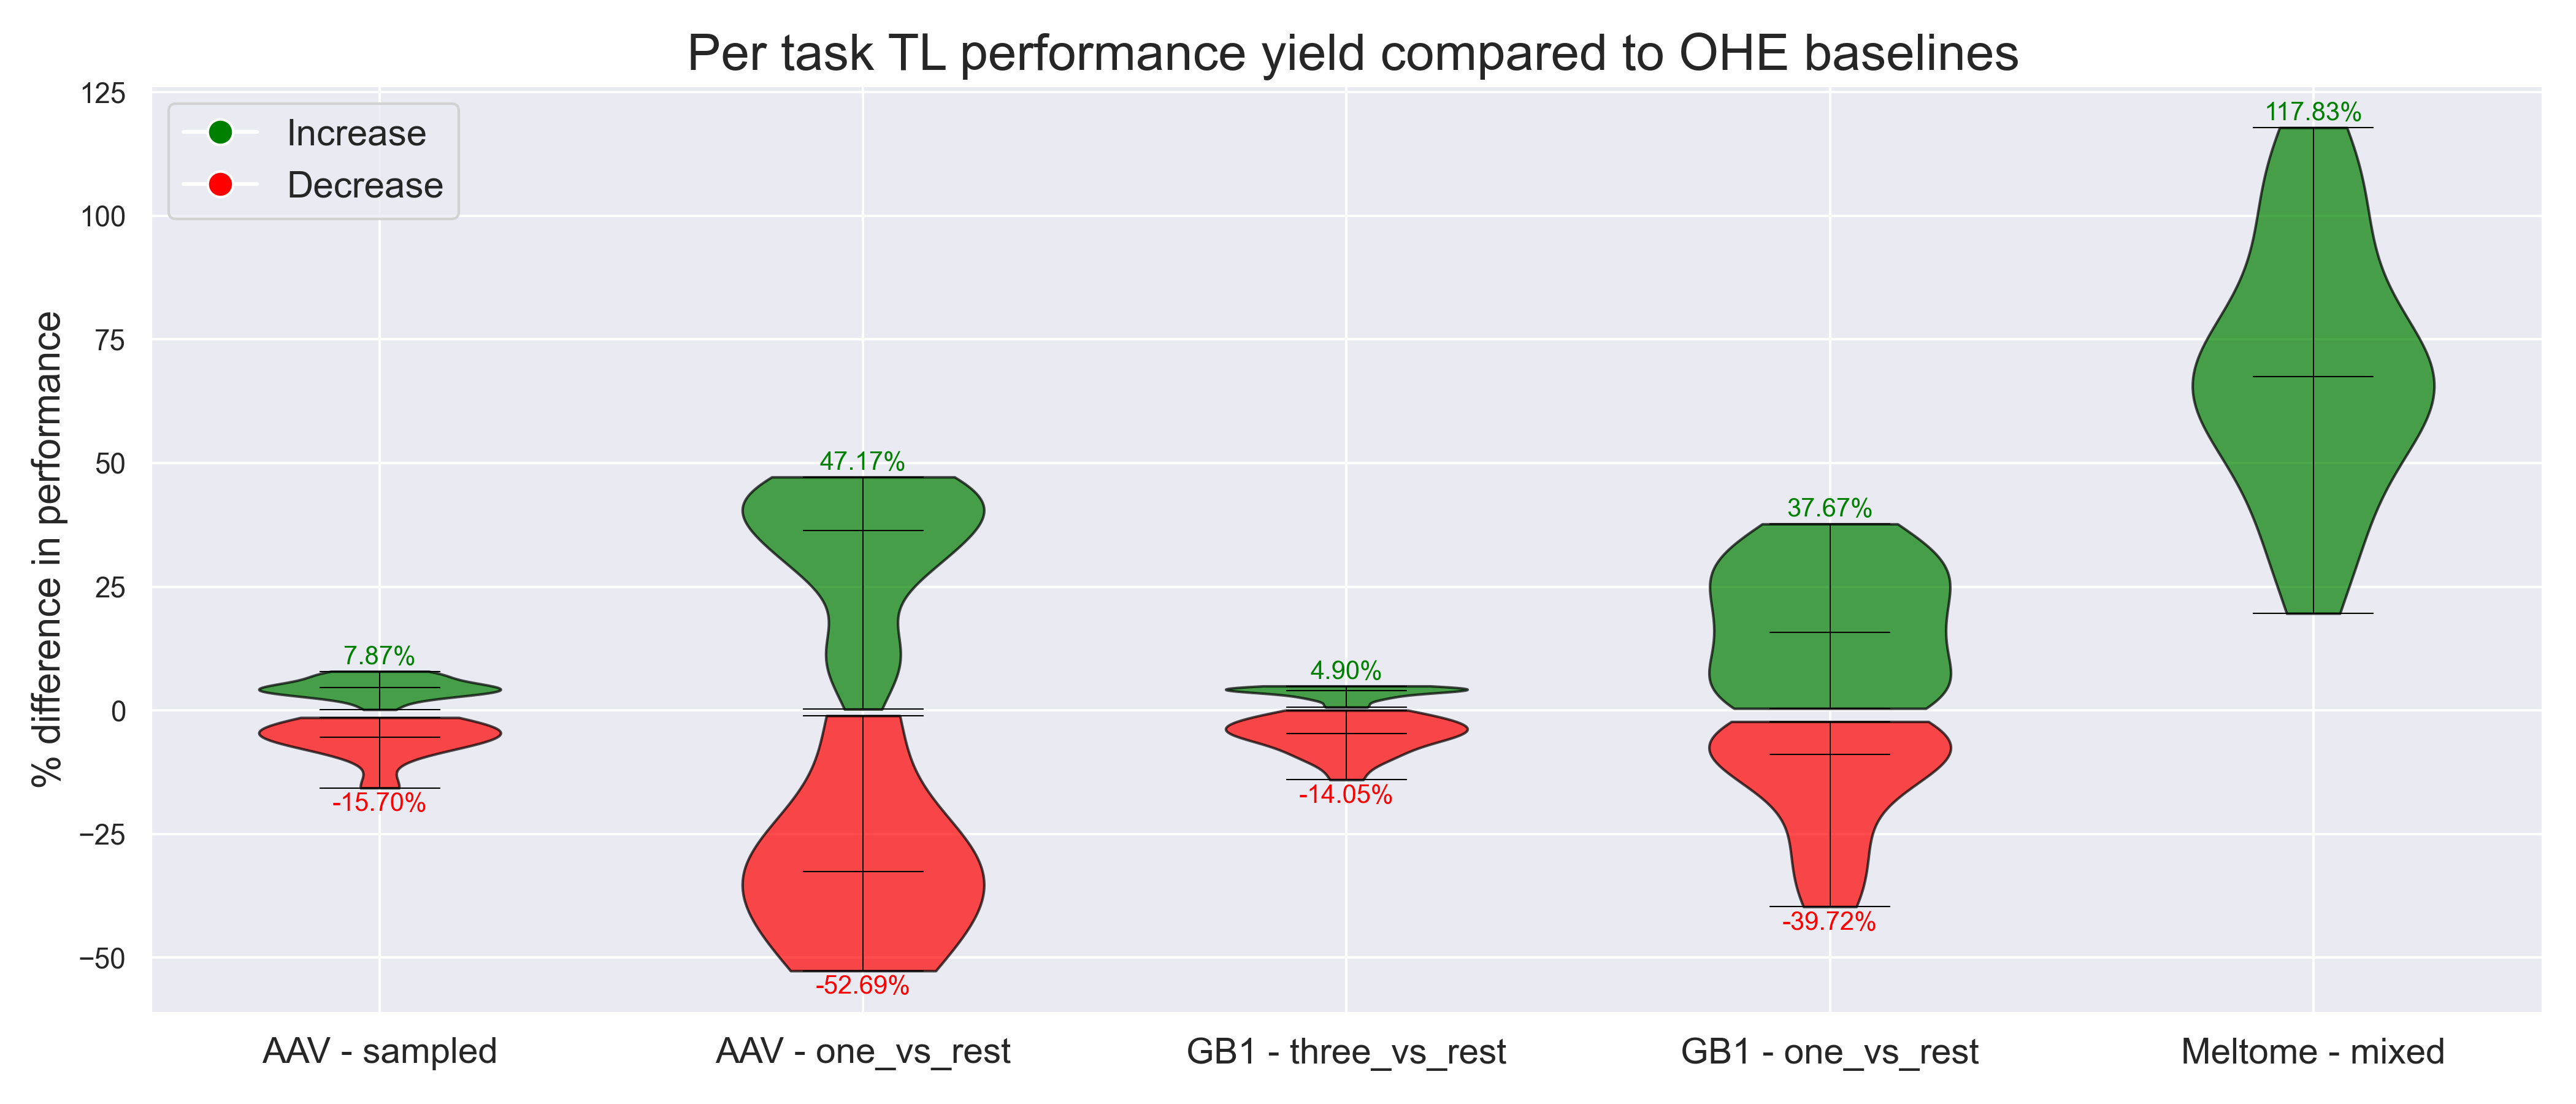 Per task TL performance yield compared to OHE baselines
Increase
Decrease
% difference in performance
125
100
75
50
25
0
−25
−50
7.87%
-15.70%
47.17%
-52.69%
4.90%
-14.05%
37.67%
-39.72%
117.83%
AAV - sampled
AAV - one_vs_rest
GB1 - three_vs_rest
GB1 - one_vs_rest
Meltome - mixed